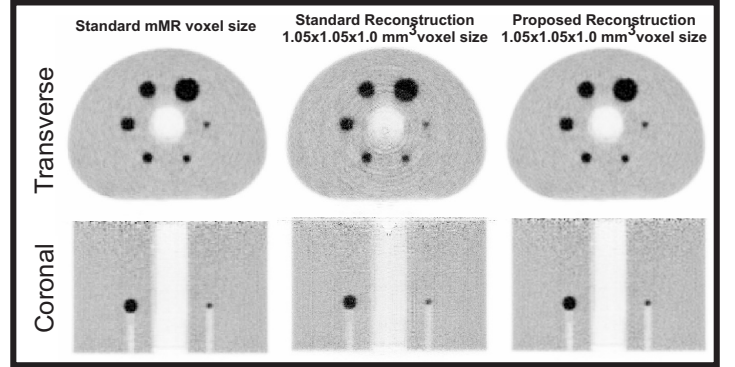 Standard mMR voxel size
Standard Reconstruction
1.05x1.05x1.0 mm³voxel size
Proposed Reconstruction
1.05x1.05x1.0 mm³voxel size
Transverse
Coronal